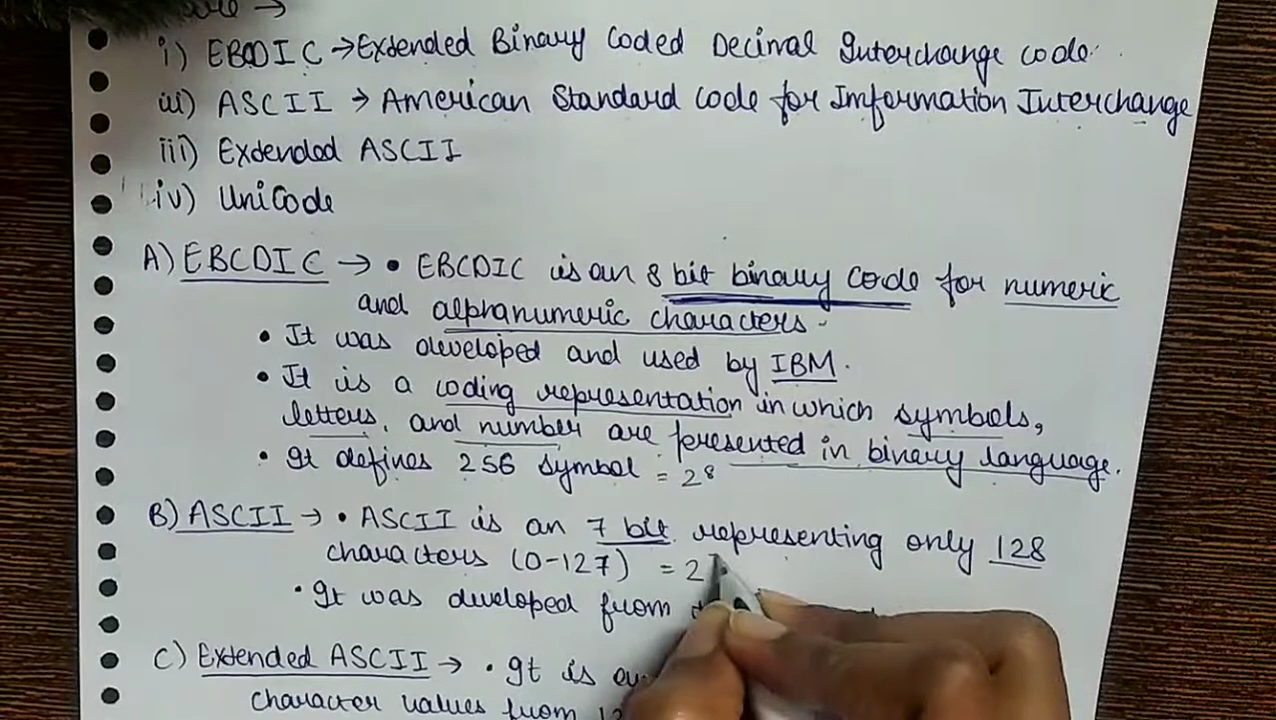 i) EBCDIC → Extended Binary Coded Decimal Interchange code.
iii) ASCII → American Standard Code for Imformation Interchange
iii) Extended ASCII
iv) UniCode
A) EBCDIC → • EBCDIC is an 8 bit binary code for numeric
and alphanumeric characters.
• It was developed and used by IBM.
• It is a coding representation in which symbols,
letters, and number are presented in binary language.
• It defines 256 symbol = 2⁸
B) ASCII → • ASCII is an 7 bit representing only 128
characters (0-127) = 2
• It was developed from
C) Extended ASCII → • It is
character values from